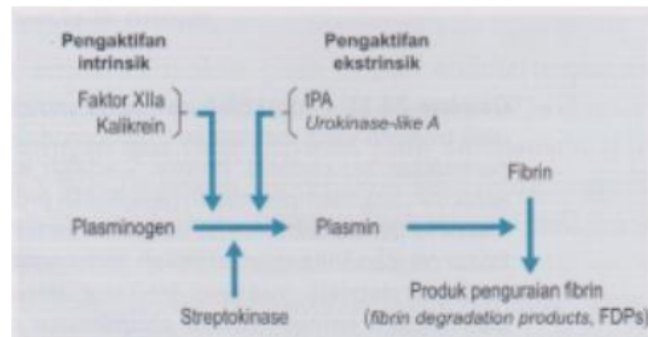 Pengaktifan
intrinsik
Pengaktifan
ekstrinsik
Faktor XIIa
Kalikrein
tPA
Urokinase-like A
Fibrin
Plasminogen
Plasmin
Streptokinase
Produk penguraian fibrin
(fibrin degradation products, FDPs)